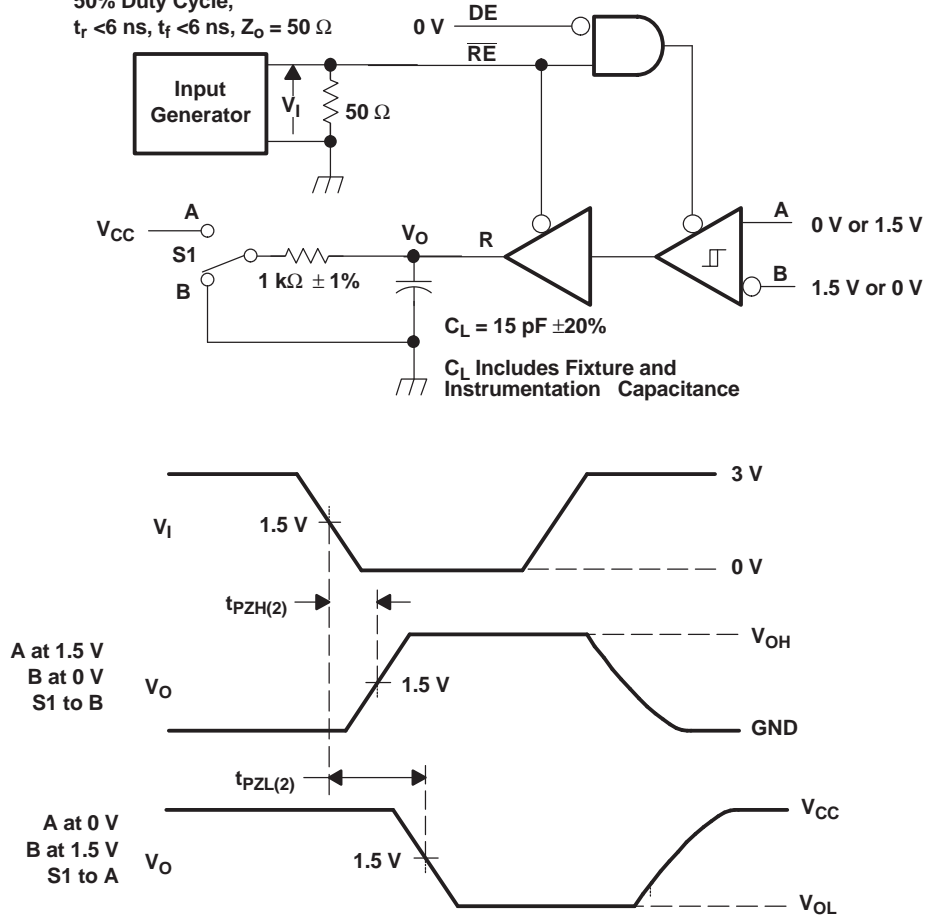 50% Duty Cycle,
tr <6 ns, tf <6 ns, Zo = 50 Ω
0 V
DE
RE
Input
Generator
VI
50 Ω
VCC
A
S1
B
1 kΩ ± 1%
VO
R
A
0 V or 1.5 V
B
1.5 V or 0 V
CL = 15 pF ±20%
CL Includes Fixture and
Instrumentation Capacitance
3 V
VI
1.5 V
0 V
tPZH(2)
A at 1.5 V
B at 0 V
S1 to B
VO
1.5 V
VOH
GND
tPZL(2)
A at 0 V
B at 1.5 V
S1 to A
VO
1.5 V
VCC
VOL